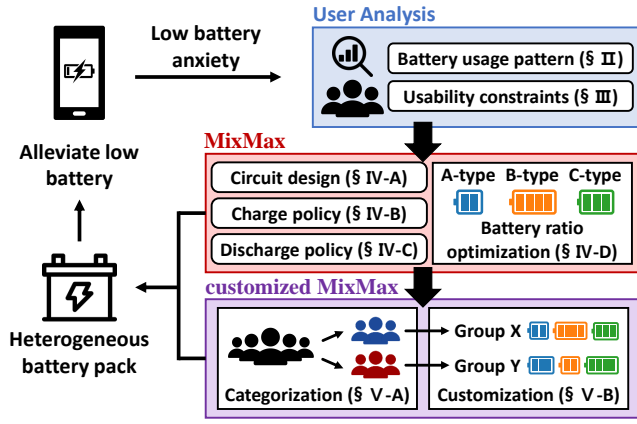 User Analysis
Low battery
anxiety
Battery usage pattern (§ II)
Usability constraints (§ III)
Alleviate low
battery
MixMax
Circuit design (§ IV-A)
Charge policy (§ IV-B)
Discharge policy (§ IV-C)
A-type B-type C-type
Battery ratio
optimization (§ IV-D)
Heterogeneous
battery pack
customized MixMax
Categorization (§ V-A)
Group X
Group Y
Customization (§ V-B)